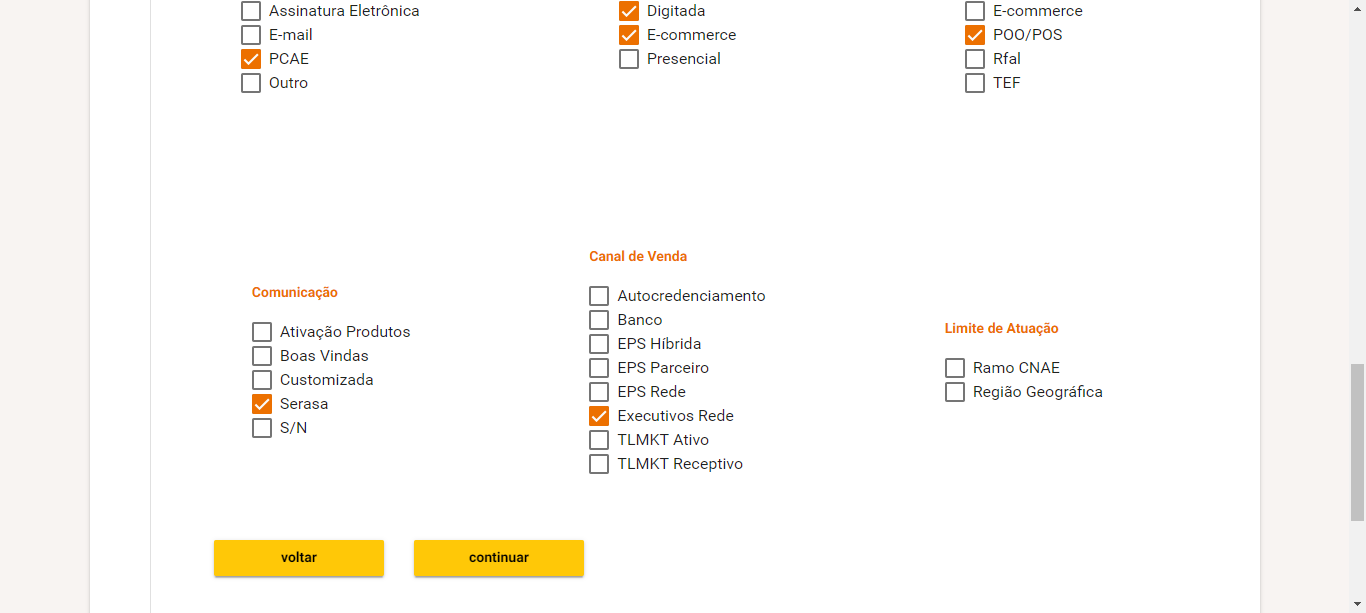 Assinatura Eletrônica
E-mail
PCAE
Outro
Digitada
E-commerce
Presencial
E-commerce
POO/POS
Rfal
TEF
Comunicação
Ativação Produtos
Boas Vindas
Customizada
Serasa
S/N
Canal de Venda
Autocredenciamento
Banco
EPS Híbrida
EPS Parceiro
EPS Rede
Executivos Rede
TLMKT Ativo
TLMKT Receptivo
Limite de Atuação
Ramo CNAE
Região Geográfica
voltar
continuar